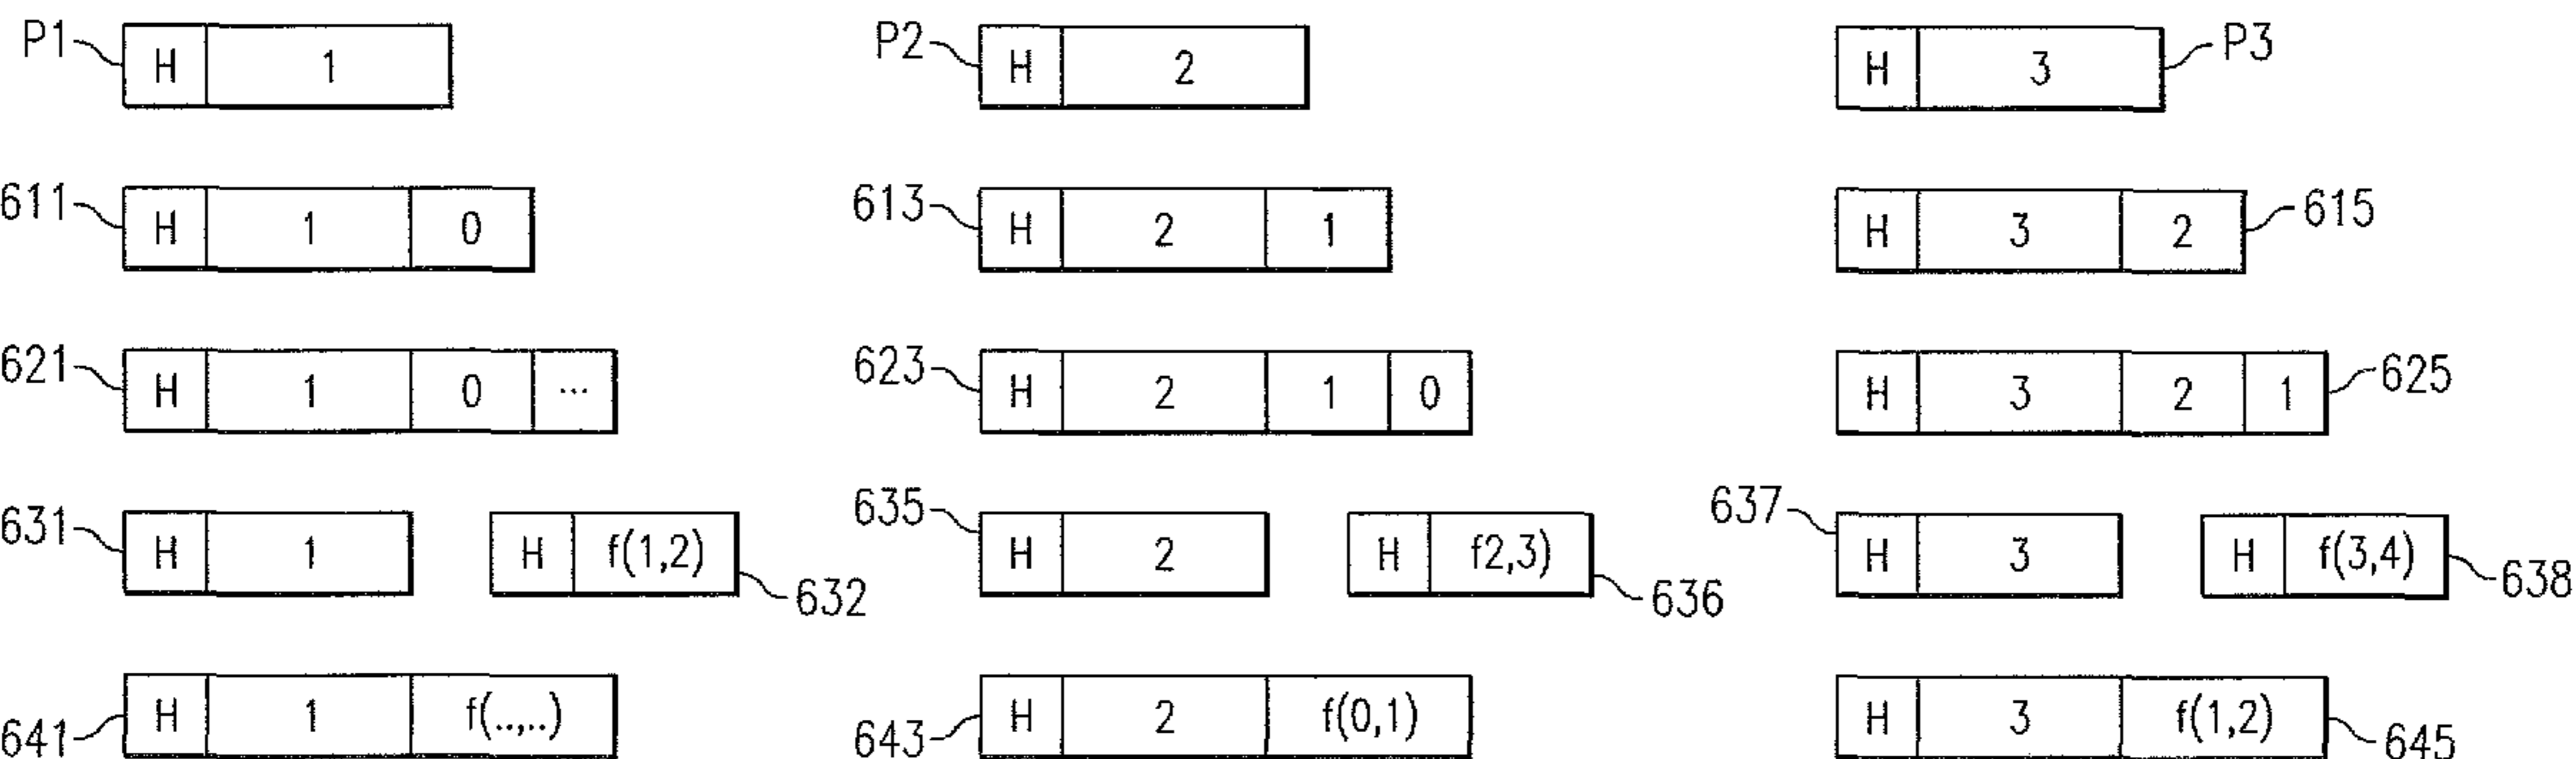 P1 H 1 P2 H 2 H 3 P3
611 H 1 0 613 H 2 1 H 3 2 615
621 H 1 0 ... 623 H 2 1 0 H 3 2 1 625
631 H 1 H f(1,2) 632 635 H 2 H f2,3) 636 637 H 3 H f(3,4) 638
641 H 1 f(..,..) 643 H 2 f(0,1) H 3 f(1,2) 645